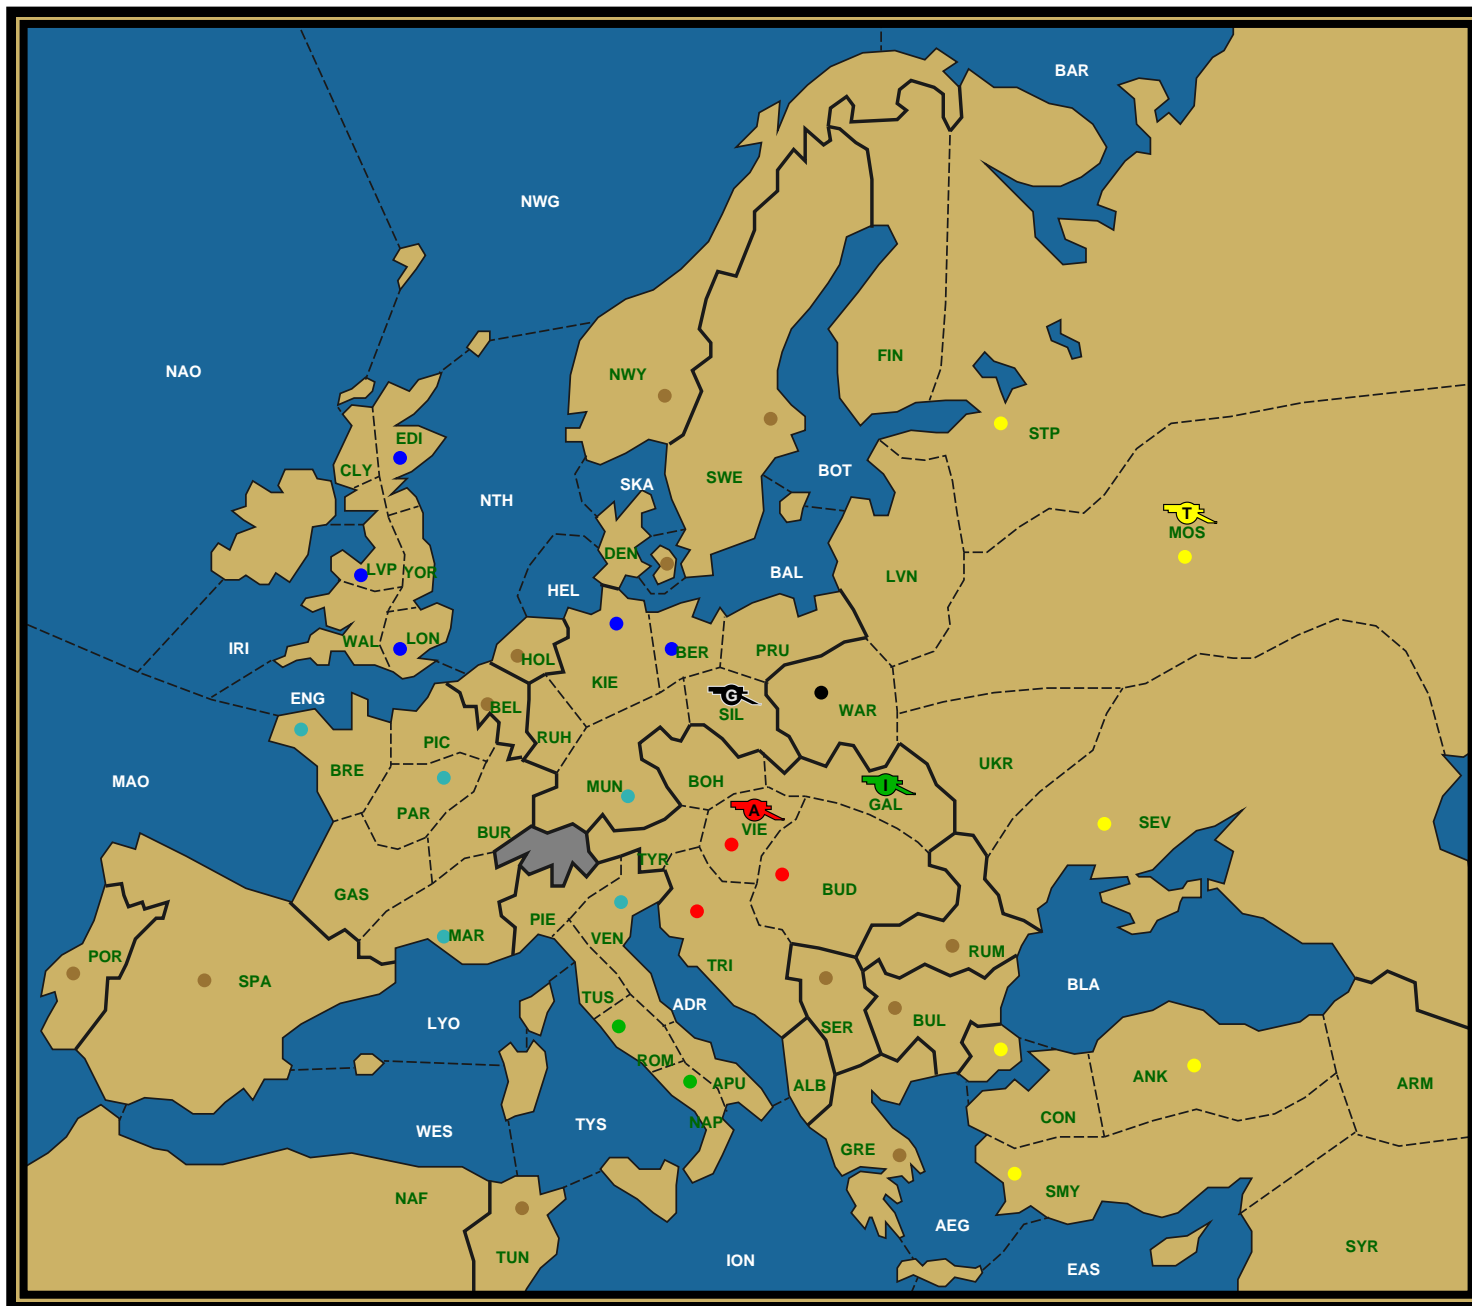 BAR
NWG
NAO
FIN
NWY
STP
EDI
CLY
SWE
BOT
SKA
NTH
T
MOS
DEN
LVP
YOR
BAL
LVN
HEL
IRI
WAL
LON
HOL
BER
PRU
KIE
ENG
G
SIL
WAR
BEL
PIC
RUH
UKR
BRE
MAO
BOH
MUN
I
GAL
PAR
A
VIE
SEV
BUR
TYR
BUD
GAS
PIE
VEN
MAR
POR
SPA
TRI
RUM
BLA
TUS
ADR
LYO
BUL
SER
ROM
ANK
APU
ALB
ARM
NAP
CON
WES
TYS
GRE
SMY
NAF
AEG
SYR
TUN
ION
EAS